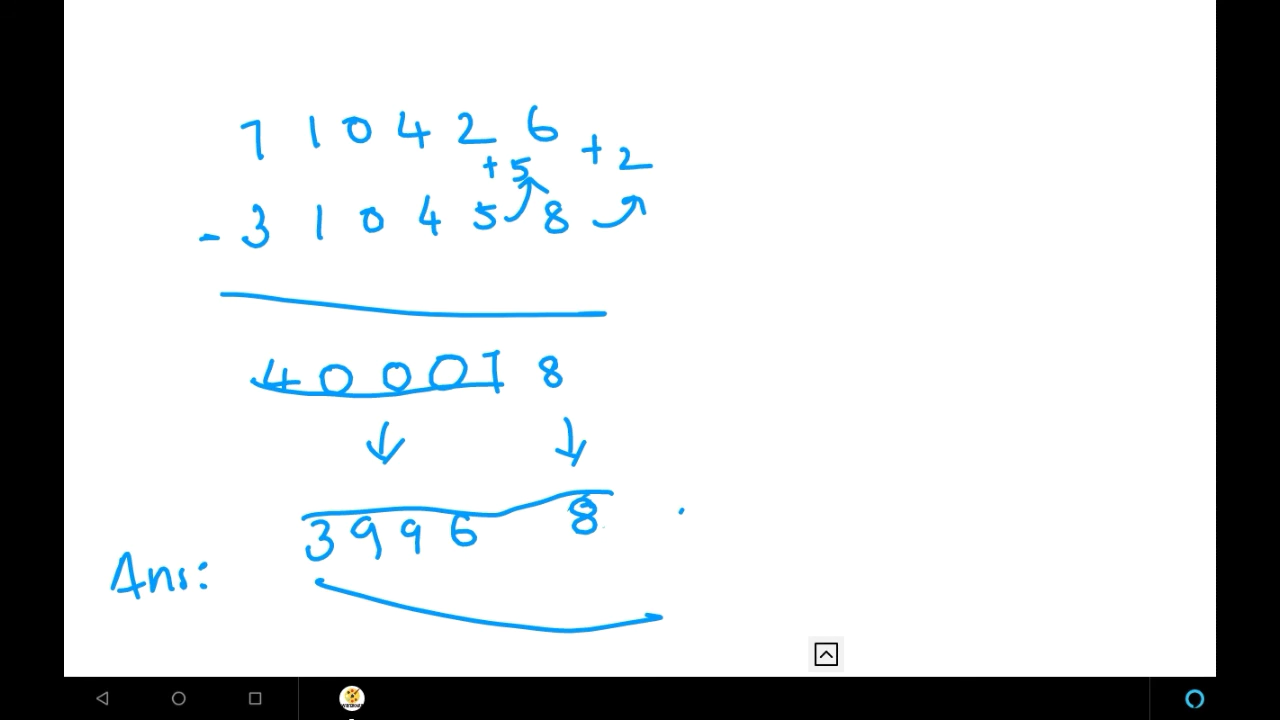 7 1 0 4 2 6 + 2
+ 5
- 3 1 0 4 5 8
4 0 0 0 7 8
3 9 9 6 8 .
Ans: